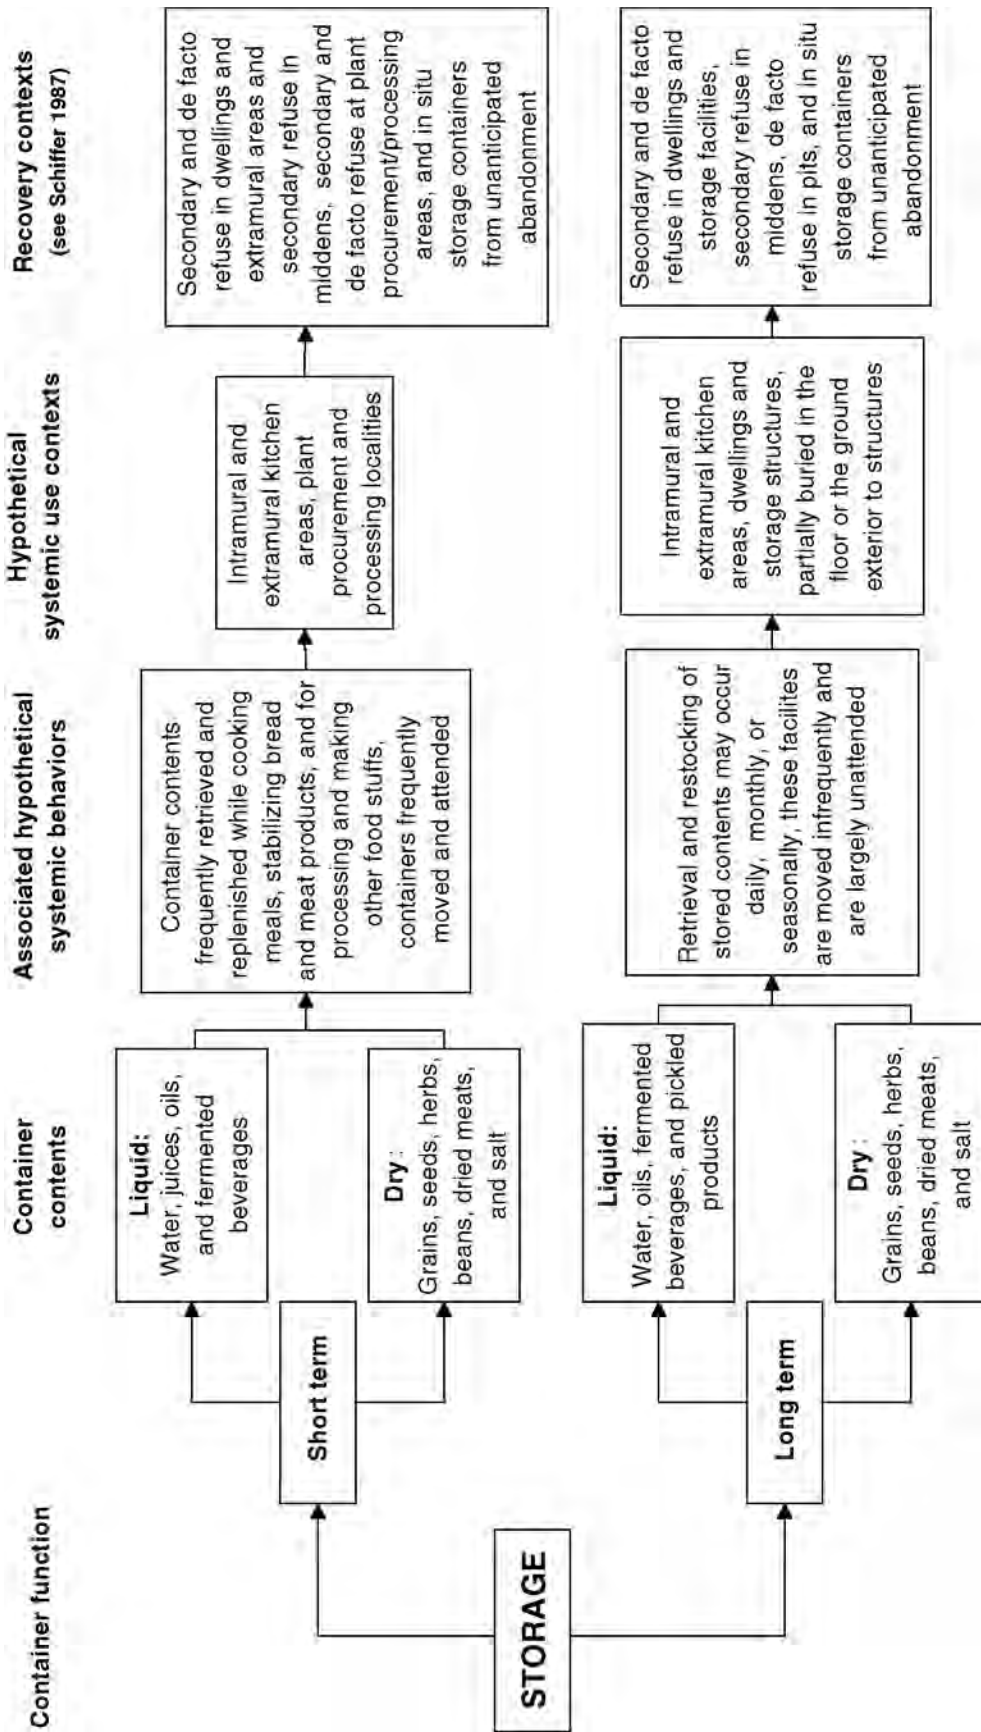 Container function
Container
contents
Associated hypothetical
systemic behaviors
Hypothetical
systemic use contexts
Recovery contexts
(see Schiffer 1987)
STORAGE
Short term
Liquid:
Water, juices, oils,
and fermented
beverages
Dry :
Grains, seeds, herbs,
beans, dried meats,
and salt
Container contents
frequently retrieved and
replenished while cooking
meals, stabilizing bread
and meat products, and for
processing and making
other food stuffs,
containers frequently
moved and attended
Intramural and
extramural kitchen
areas, plant
procurement and
processing localities
Secondary and de facto
refuse in dwellings and
extramural areas and
secondary refuse in
middens, secondary and
de facto refuse at plant
procurement/processing
areas, and in situ
storage containers
from unanticipated
abandonment
Long term
Liquid:
Water, oils, fermented
beverages, and pickled
products
Dry :
Grains, seeds, herbs,
beans, dried meats,
and salt
Retrieval and restocking of
stored contents may occur
daily, monthly, or
seasonally, these facilites
are moved infrequently and
are largely unattended
Intramural and
extramural kitchen
areas, dwellings and
storage structures,
partially buried in the
floor or the ground
exterior to structures
Secondary and de facto
refuse in dwellings and
storage facilities,
secondary refuse in
middens, de facto
refuse in pits, and in situ
storage containers
from unanticipated
abandonment